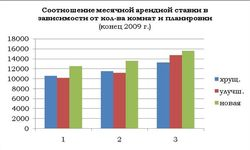 Соотношение месячной арендной ставки в
зависимости от кол-ва комнат и планировки
(конец 2009 г.)
18000
16000
14000
12000
10000
8000
6000
4000
2000
0
1
2
3
хрущ.
улучш.
новая